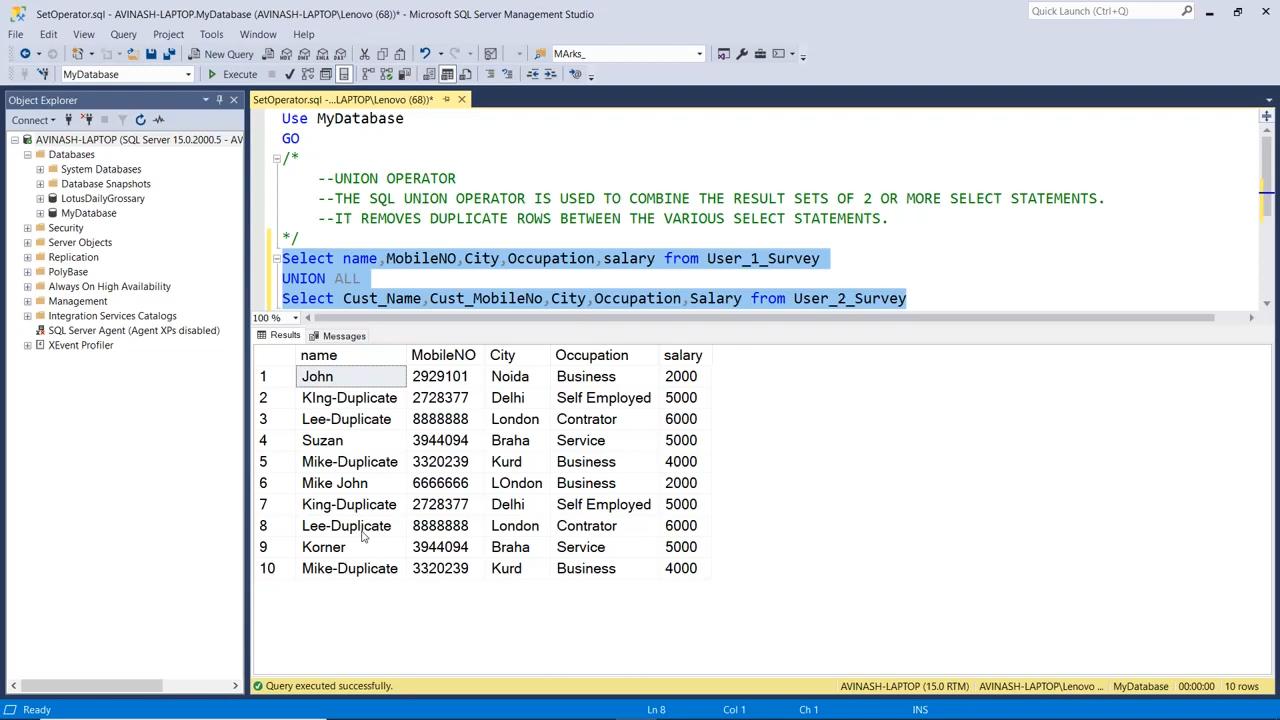 SetOperator.sql - AVINASH-LAPTOP.MyDatabase (AVINASH-LAPTOP\Lenovo (68))* - Microsoft SQL Server Management Studio
Quick Launch (Ctrl+Q)
File Edit View Query Project Tools Window Help
New Query
MArks_
MyDatabase
Execute
Object Explorer
SetOperator.sql -...LAPTOP\Lenovo (68))*
Connect
AVINASH-LAPTOP (SQL Server 15.0.2000.5 - AV
Databases
System Databases
Database Snapshots
LotusDailyGrossary
MyDatabase
Security
Server Objects
Replication
PolyBase
Always On High Availability
Management
Integration Services Catalogs
SQL Server Agent (Agent XPs disabled)
XEvent Profiler
Use MyDatabase
GO
/*
--UNION OPERATOR
--THE SQL UNION OPERATOR IS USED TO COMBINE THE RESULT SETS OF 2 OR MORE SELECT STATEMENTS.
--IT REMOVES DUPLICATE ROWS BETWEEN THE VARIOUS SELECT STATEMENTS.
*/
Select name,MobileNO,City,Occupation,salary from User_1_Survey
UNION ALL
Select Cust_Name,Cust_MobileNo,City,Occupation,Salary from User_2_Survey
100 %
Results Messages
name MobileNO City Occupation salary
1 John 2929101 Noida Business 2000
2 KIng-Duplicate 2728377 Delhi Self Employed 5000
3 Lee-Duplicate 8888888 London Contrator 6000
4 Suzan 3944094 Braha Service 5000
5 Mike-Duplicate 3320239 Kurd Business 4000
6 Mike John 6666666 LOndon Business 2000
7 King-Duplicate 2728377 Delhi Self Employed 5000
8 Lee-Duplicate 8888888 London Contrator 6000
9 Korner 3944094 Braha Service 5000
10 Mike-Duplicate 3320239 Kurd Business 4000
Query executed successfully.
AVINASH-LAPTOP (15.0 RTM) AVINASH-LAPTOP\Lenovo ... MyDatabase 00:00:00 10 rows
Ready Ln 8 Col 1 Ch 1 INS